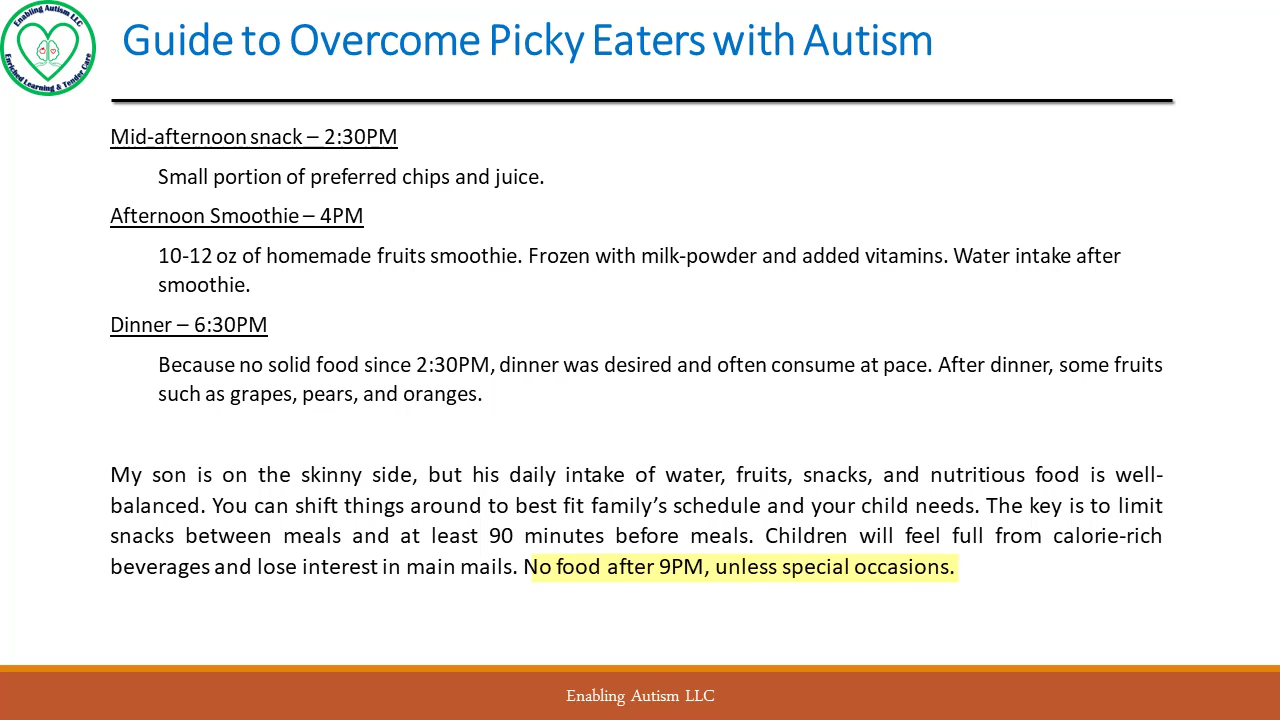 Enabling Autism LLC
Enriched Learning & Tender Care
Guide to Overcome Picky Eaters with Autism
Mid-afternoon snack – 2:30PM
Small portion of preferred chips and juice.
Afternoon Smoothie – 4PM
10-12 oz of homemade fruits smoothie. Frozen with milk-powder and added vitamins. Water intake after
smoothie.
Dinner – 6:30PM
Because no solid food since 2:30PM, dinner was desired and often consume at pace. After dinner, some fruits
such as grapes, pears, and oranges.
My son is on the skinny side, but his daily intake of water, fruits, snacks, and nutritious food is well-
balanced. You can shift things around to best fit family’s schedule and your child needs. The key is to limit
snacks between meals and at least 90 minutes before meals. Children will feel full from calorie-rich
beverages and lose interest in main mails. No food after 9PM, unless special occasions.
Enabling Autism LLC